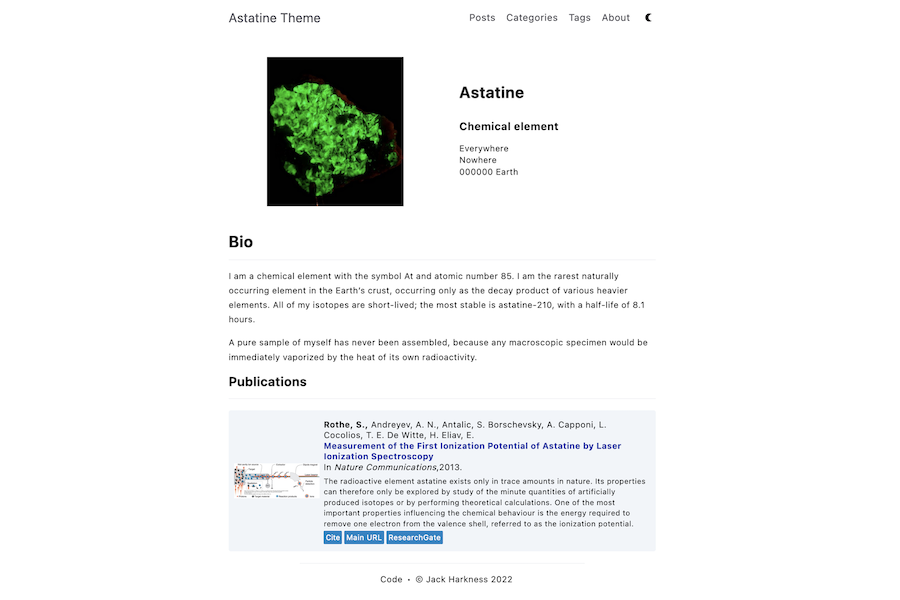 Astatine Theme
Posts Categories Tags About
Astatine
Chemical element
Everywhere
Nowhere
000000 Earth
Bio
I am a chemical element with the symbol At and atomic number 85. I am the rarest naturally
occurring element in the Earth's crust, occurring only as the decay product of various heavier
elements. All of my isotopes are short-lived; the most stable is astatine-210, with a half-life of 8.1
hours.
A pure sample of myself has never been assembled, because any macroscopic specimen would be
immediately vaporized by the heat of its own radioactivity.
Publications
Rothe, S., Andreyev, A. N., Antalic, S. Borschevsky, A. Capponi, L.
Cocolios, T. E. De Witte, H. Eliav, E.
Measurement of the First Ionization Potential of Astatine by Laser
Ionization Spectroscopy
In Nature Communications,2013.
The radioactive element astatine exists only in trace amounts in nature. Its properties
can therefore only be explored by study of the minute quantities of artificially
produced isotopes or by performing theoretical calculations. One of the most
important properties influencing the chemical behaviour is the energy required to
remove one electron from the valence shell, referred to as the ionization potential.
Cite Main URL ResearchGate
Code • © Jack Harkness 2022